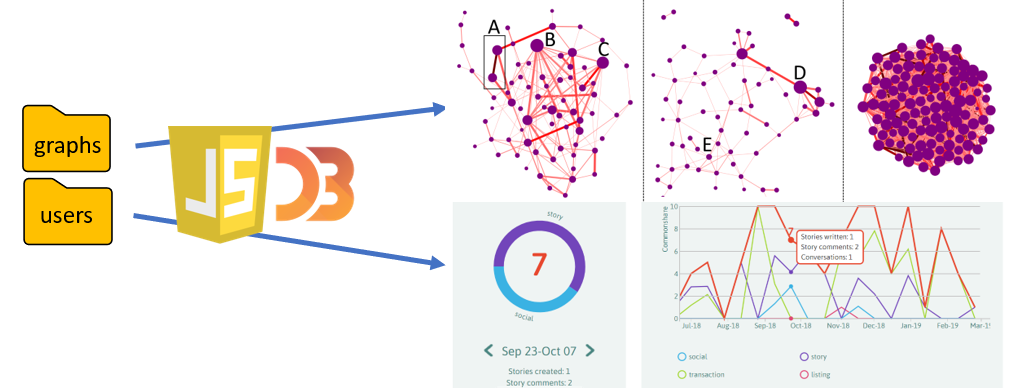 graphs
users
JS
D3
A
B
C
D
E
story
7
social
Sep 23-Oct 07
Stories created: 1
Story comments: 2
Commonshare
10
8
6
4
2
0
7
Stories written: 1
Story comments: 2
Conversations: 1
Jul-18
Aug-18
Sep-18
Oct-18
Nov-18
Dec-18
Jan-19
Feb-19
Mar-1
social
story
transaction
listing